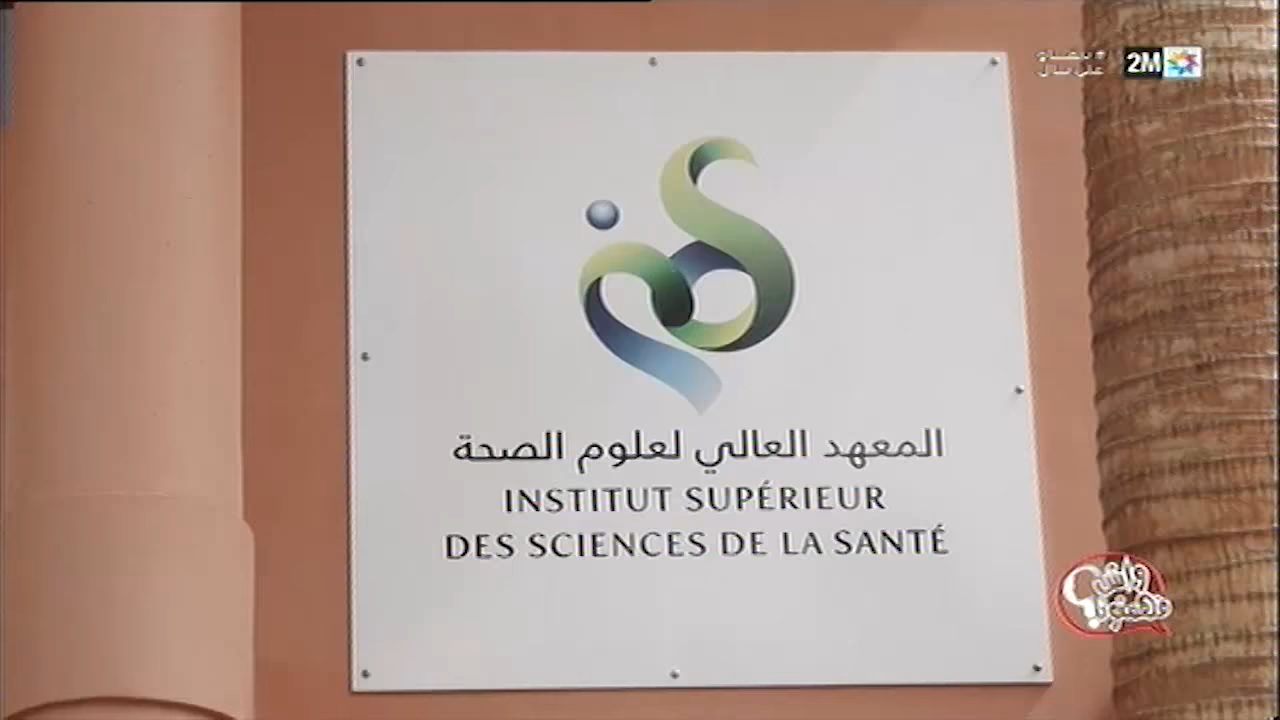 2M
المعهد العالي لعلوم الصحة
INSTITUT SUPÉRIEUR
DES SCIENCES DE LA SANTÉ